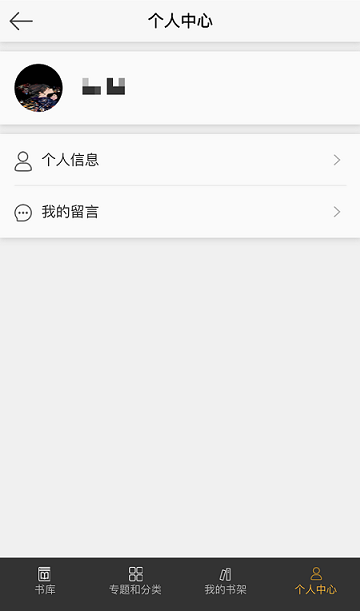 个人中心
个人信息
我的留言
书库
专题和分类
我的书架
个人中心